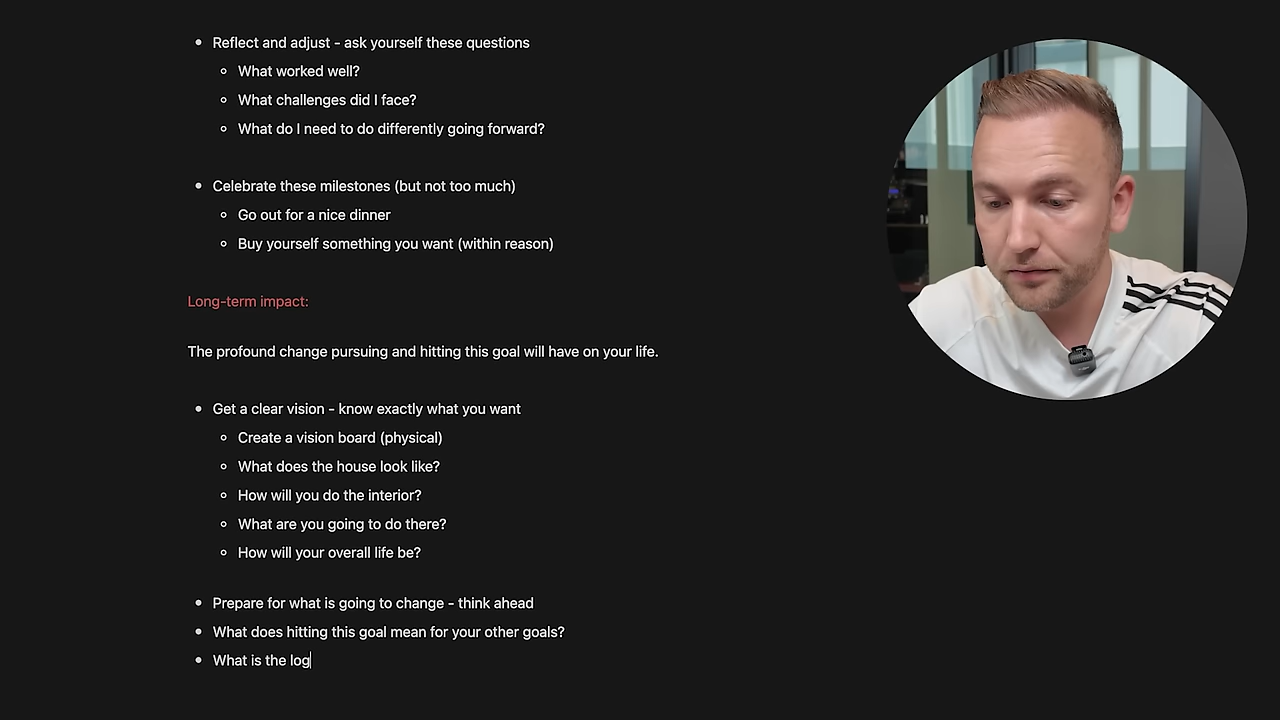 Reflect and adjust - ask yourself these questions
What worked well?
What challenges did I face?
What do I need to do differently going forward?
Celebrate these milestones (but not too much)
Go out for a nice dinner
Buy yourself something you want (within reason)
Long-term impact:
The profound change pursuing and hitting this goal will have on your life.
Get a clear vision - know exactly what you want
Create a vision board (physical)
What does the house look like?
How will you do the interior?
What are you going to do there?
How will your overall life be?
Prepare for what is going to change - think ahead
What does hitting this goal mean for your other goals?
What is the log